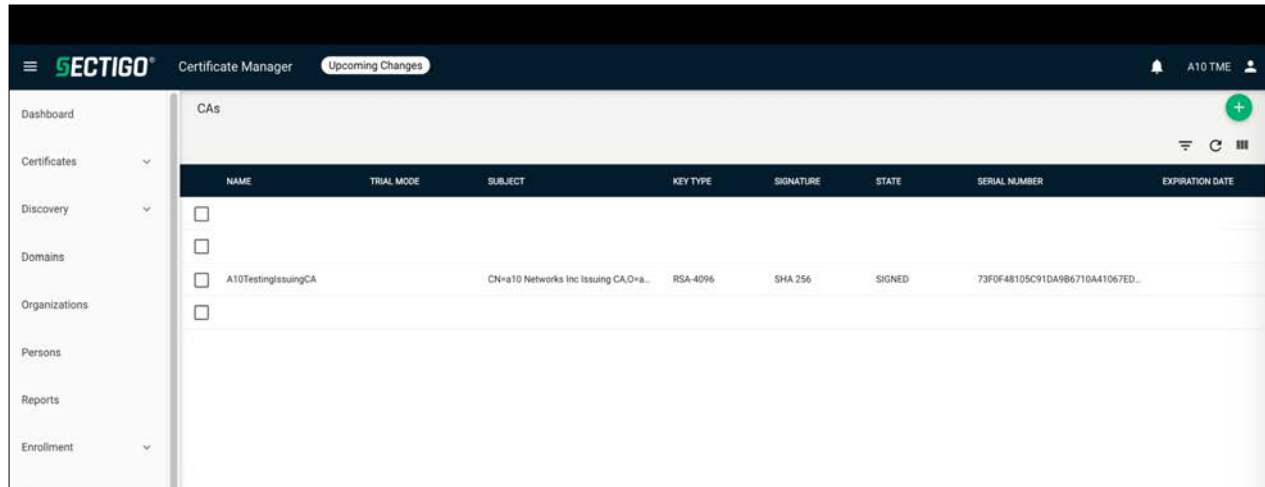 SECTIGO® Certificate Manager Upcoming Changes A10 TME
Dashboard
CAs
Certificates
NAME TRIAL MODE SUBJECT KEY TYPE SIGNATURE STATE SERIAL NUMBER EXPIRATION DATE
Discovery
Domains
A10TestingIssuingCA CN=a10 Networks Inc Issuing CA,O=a... RSA-4096 SHA 256 SIGNED 73F0F48105C91DA9B6710A41067ED...
Organizations
Persons
Reports
Enrollment